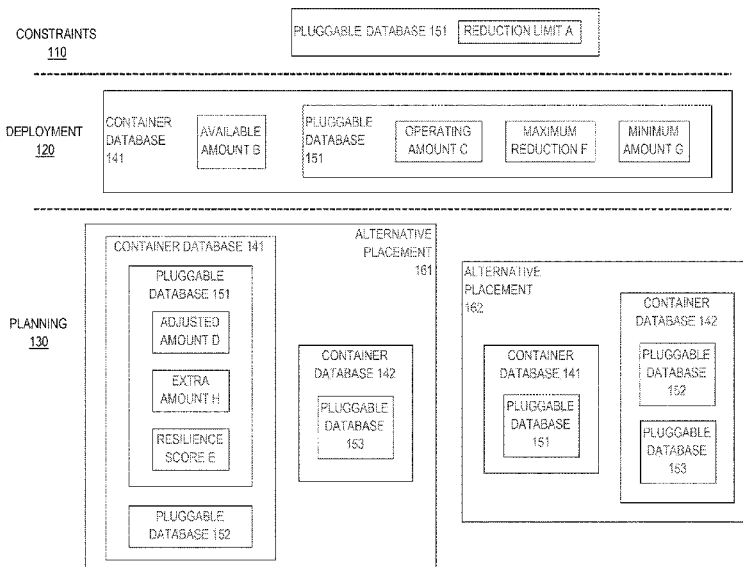 CONSTRAINTS
110
PLUGGABLE DATABASE 151
REDUCTION LIMIT A
DEPLOYMENT
120
CONTAINER
DATABASE
141
AVAILABLE
AMOUNT B
PLUGGABLE
DATABASE
151
OPERATING
AMOUNT C
MAXIMUM
REDUCTION F
MINIMUM
AMOUNT G
PLANNING
130
ALTERNATIVE
PLACEMENT
161
CONTAINER DATABASE 141
PLUGGABLE
DATABASE 151
ADJUSTED
AMOUNT D
EXTRA
AMOUNT H
RESILIENCE
SCORE E
PLUGGABLE
DATABASE 152
CONTAINER
DATABASE 142
PLUGGABLE
DATABASE
153
ALTERNATIVE
PLACEMENT
162
CONTAINER
DATABASE 141
PLUGGABLE
DATABASE
151
CONTAINER
DATABASE 142
PLUGGABLE
DATABASE
152
PLUGGABLE
DATABASE
153